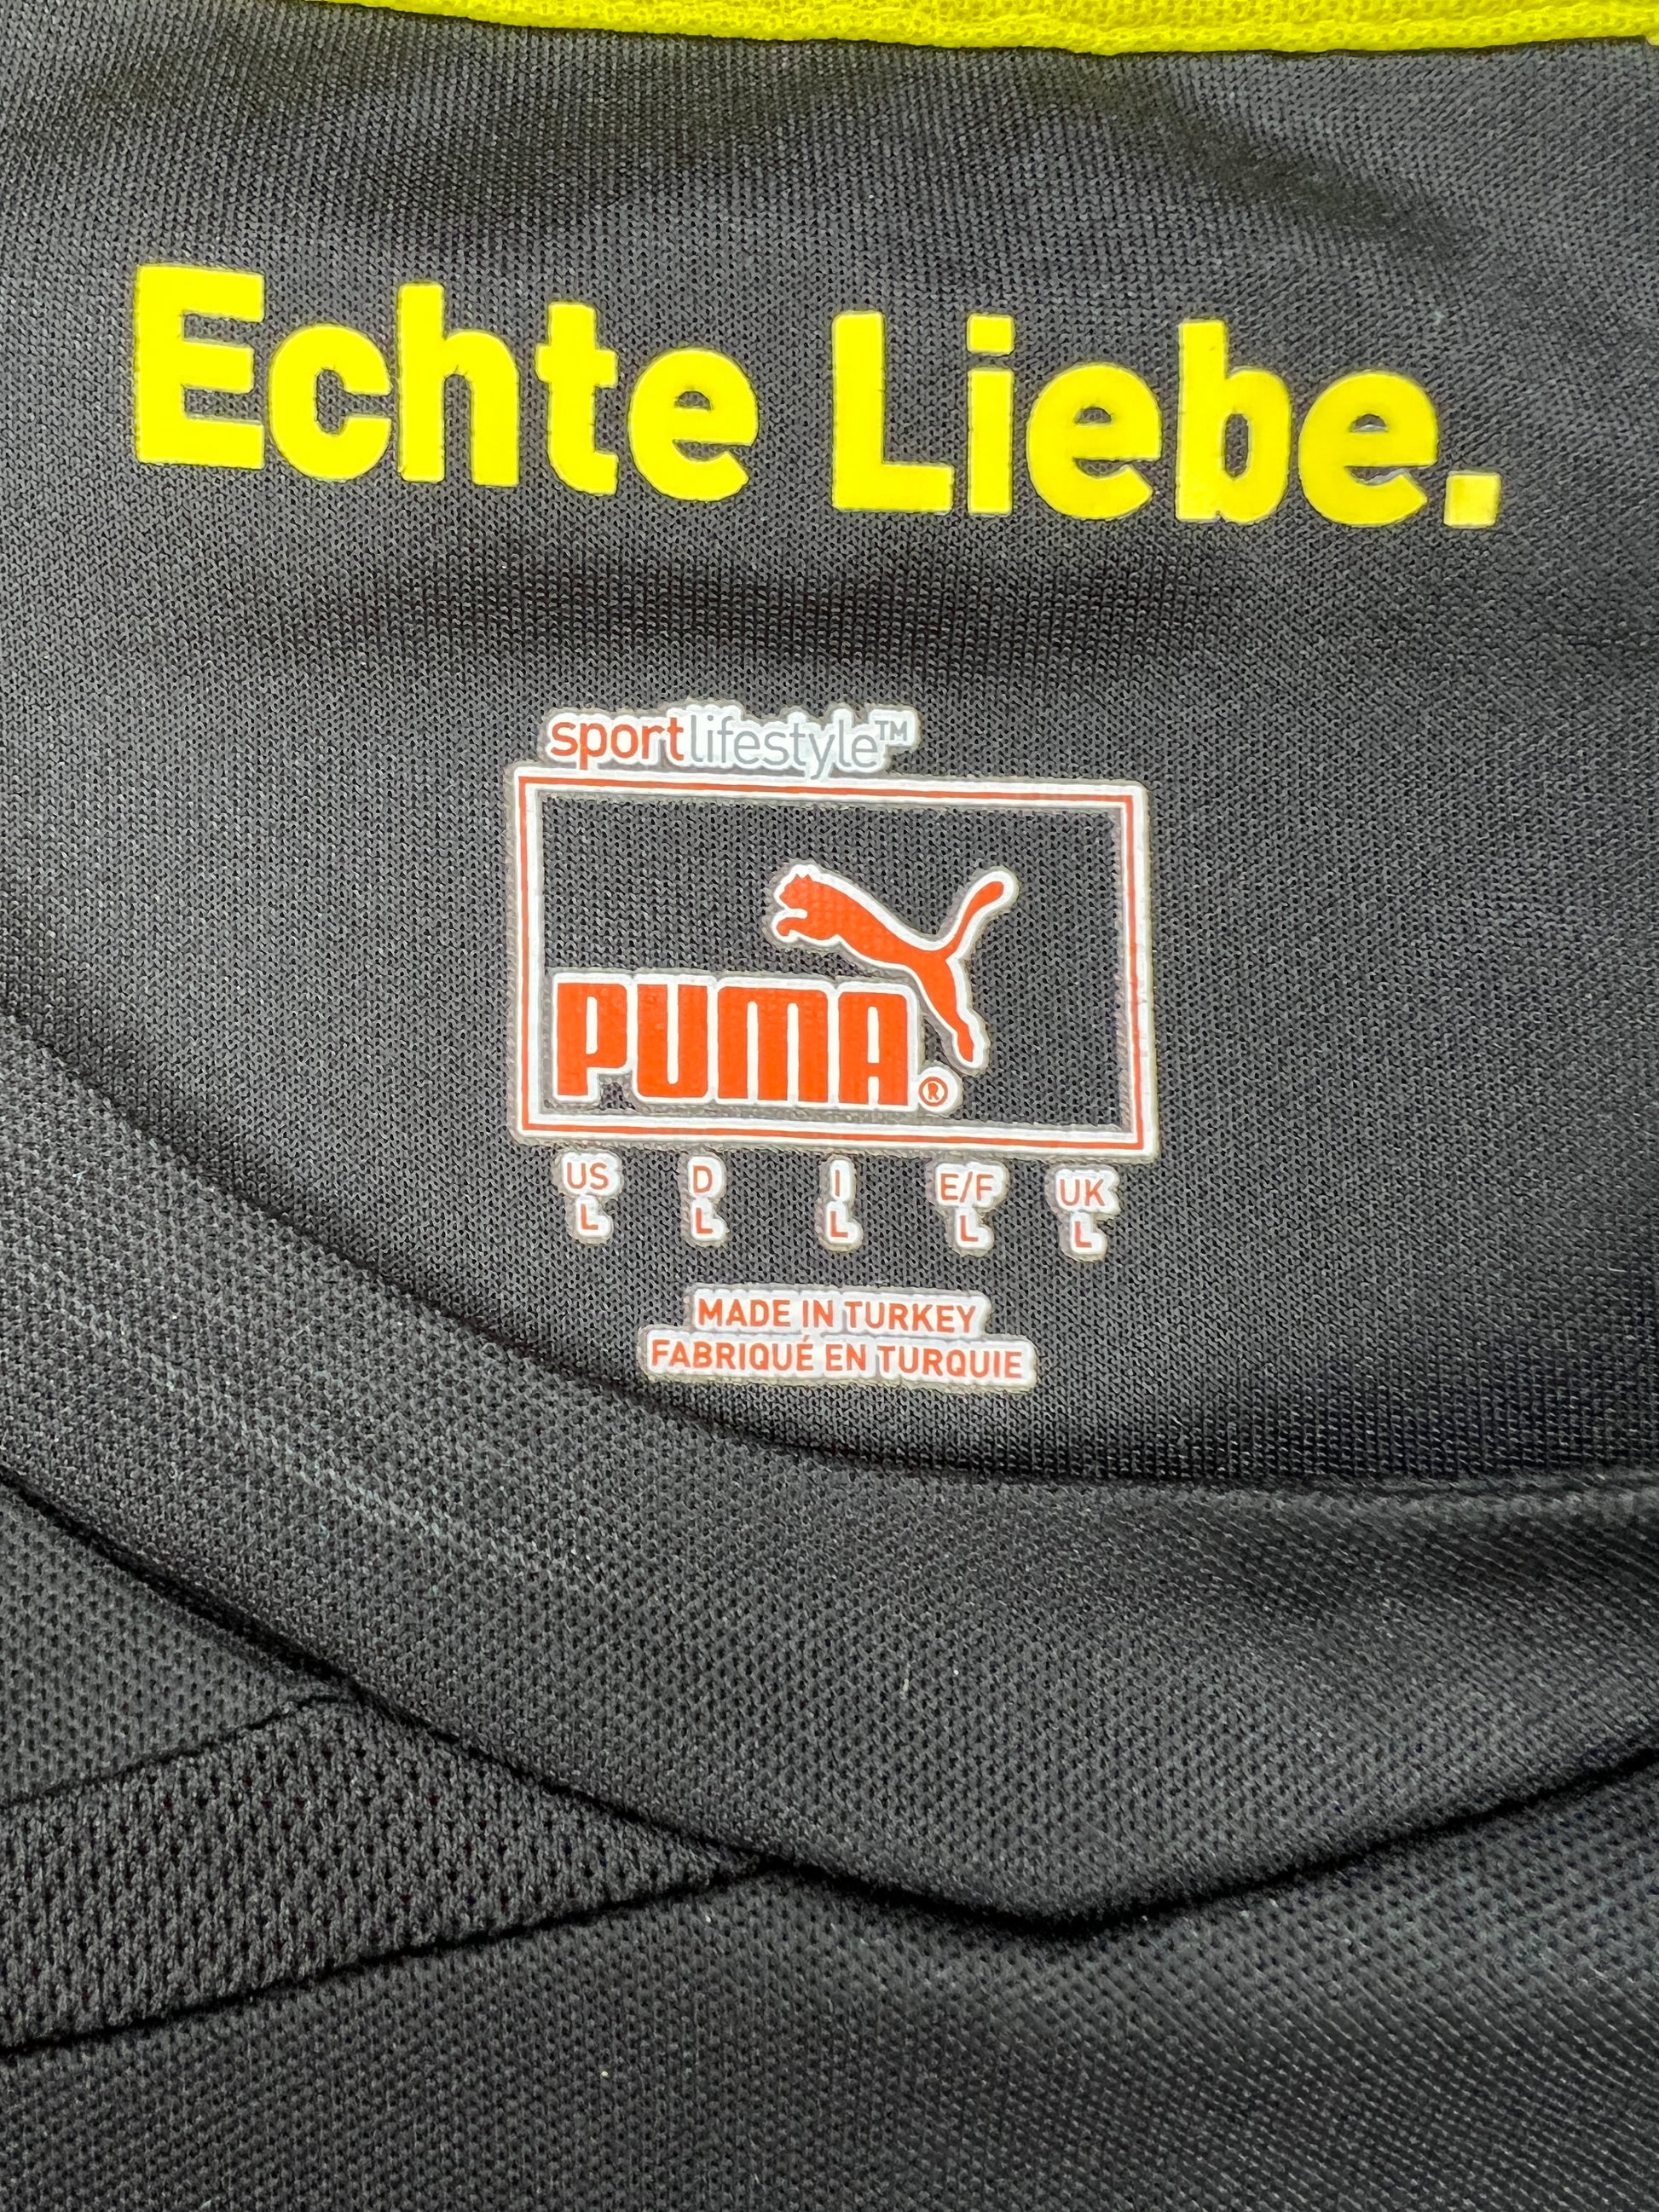 Echte Liebe.
sportlifestyle™
PUMA®
US D I E/F UK
L L L L L
MADE IN TURKEY
FABRIQUÉ EN TURQUIE